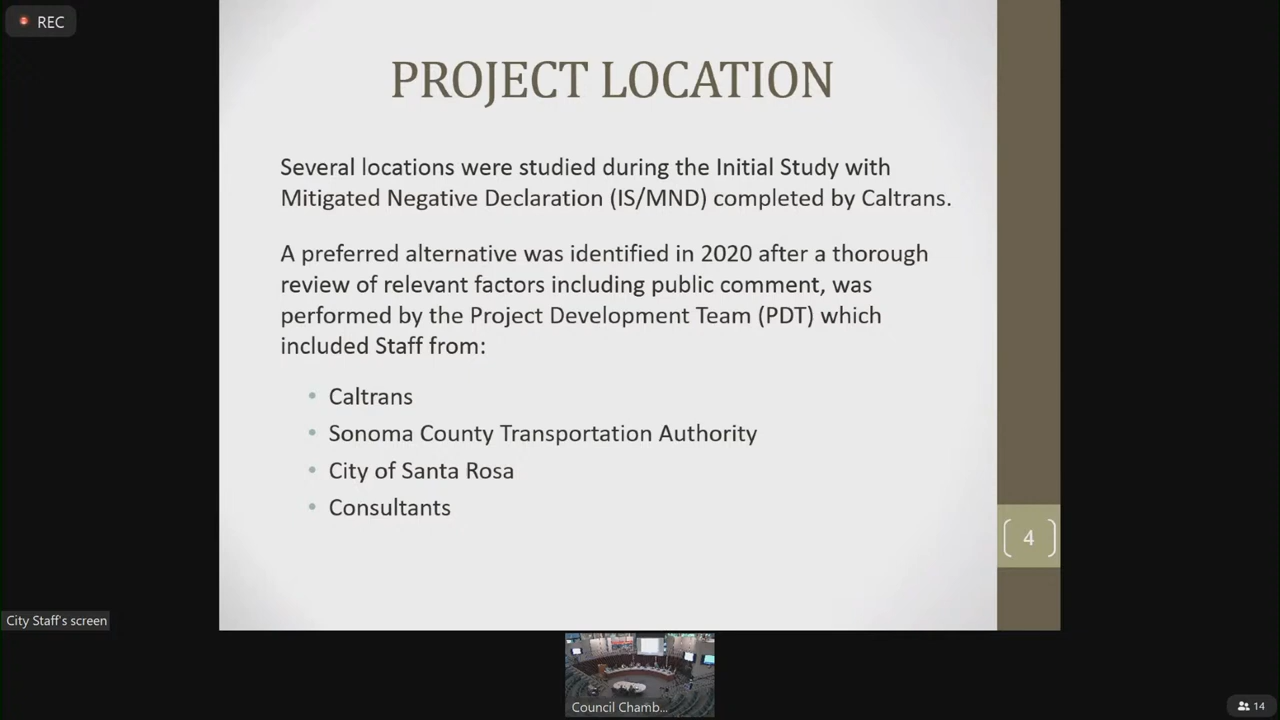 REC
PROJECT LOCATION
Several locations were studied during the Initial Study with
Mitigated Negative Declaration (IS/MND) completed by Caltrans.
A preferred alternative was identified in 2020 after a thorough
review of relevant factors including public comment, was
performed by the Project Development Team (PDT) which
included Staff from:
• Caltrans
• Sonoma County Transportation Authority
• City of Santa Rosa
• Consultants
4
City Staff's screen
Council Chamb...
14